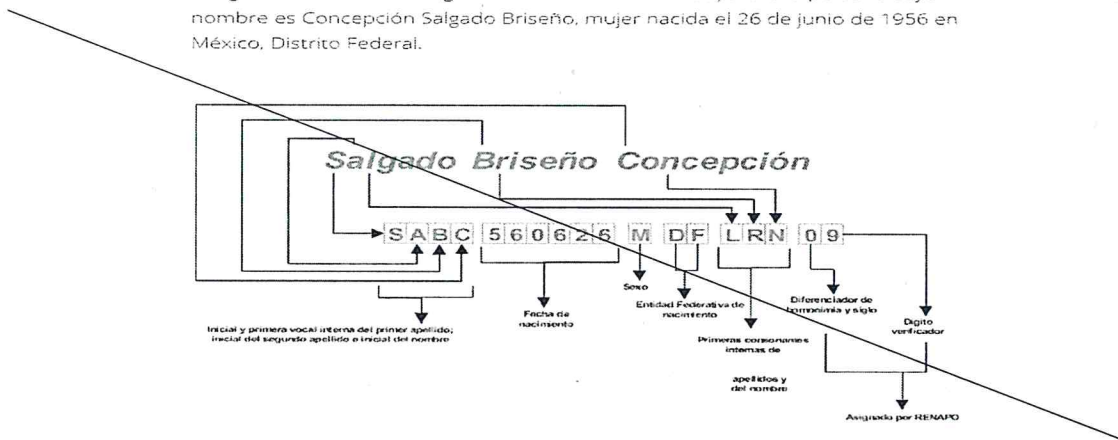 nombre es Concepción Salgado Briseño, mujer nacida el 26 de junio de 1956 en
México, Distrito Federal.
Salgado Briseño Concepción
SABC 560626 M DF LRN 09
Sexo
Fecha de
nacimiento
Entidad Federativa de
nacimiento
Diferenciador de
homonimia y siglo
Digito
verificador
Inicial y primera vocal interna del primer apellido;
inicial del segundo apellido e inicial del nombre
Primeras consonantes
internas de
apellidos y
del nombre
Asignado por RENAPO